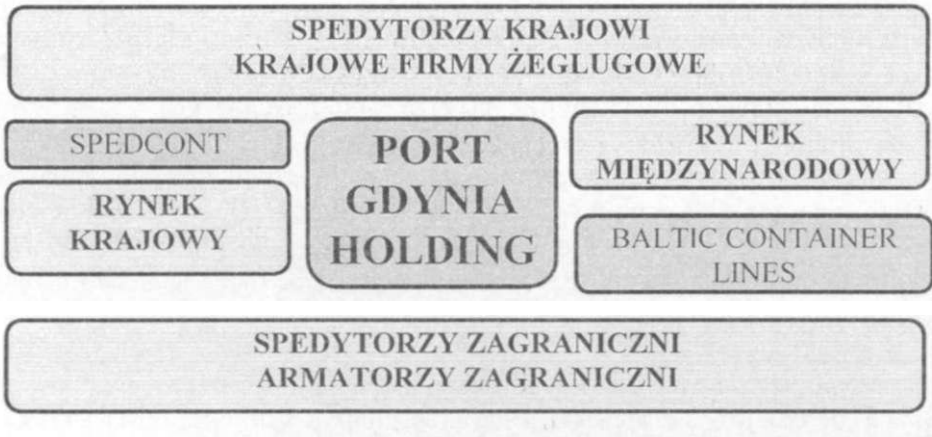 SPEDYTORZY KRAJOWI
KRAJOWE FIRMY ŻEGLUGOWE
SPEDCONT
RYNEK
KRAJOWY
PORT
GDYNIA
HOLDING
RYNEK
MIĘDZYNARODOWY
BALTIC CONTAINER
LINES
SPEDYTORZY ZAGRANICZNI
ARMATORZY ZAGRANICZNI